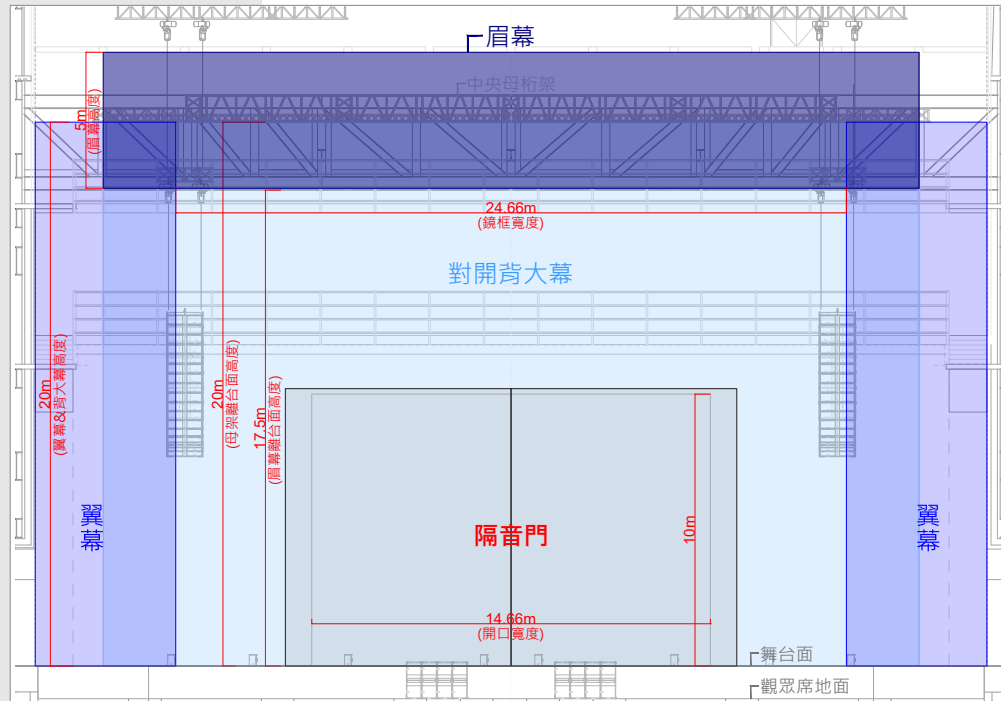 眉幕
中央母桁架
5m
(眉幕高度)
24.66m
(鏡框寬度)
對開背大幕
20m
(翼幕&背大幕高度)
20m
(母架離台面高度)
17.5m
(眉幕離台面高度)
翼幕
隔音門
10m
翼幕
14.66m
(開口寬度)
舞台面
觀眾席地面